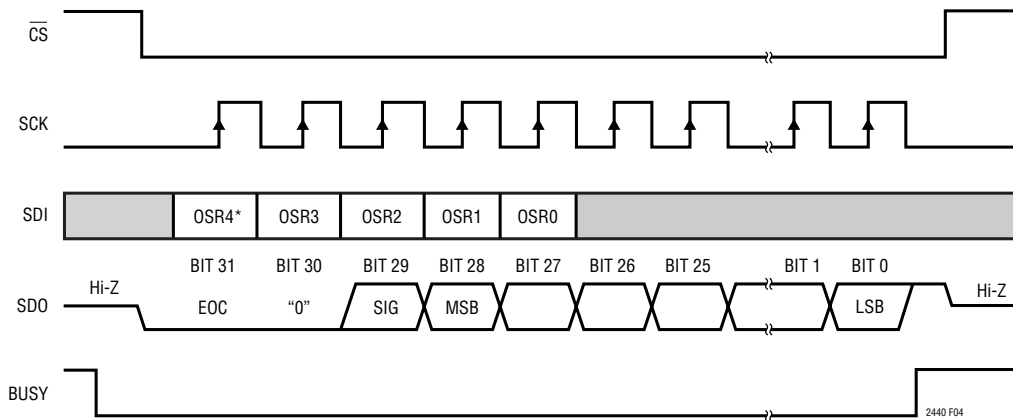 CS
SCK
SDI OSR4* OSR3 OSR2 OSR1 OSR0
BIT 31 BIT 30 BIT 29 BIT 28 BIT 27 BIT 26 BIT 25 BIT 1 BIT 0
SDO Hi-Z EOC “0” SIG MSB LSB Hi-Z
BUSY
2440 F04